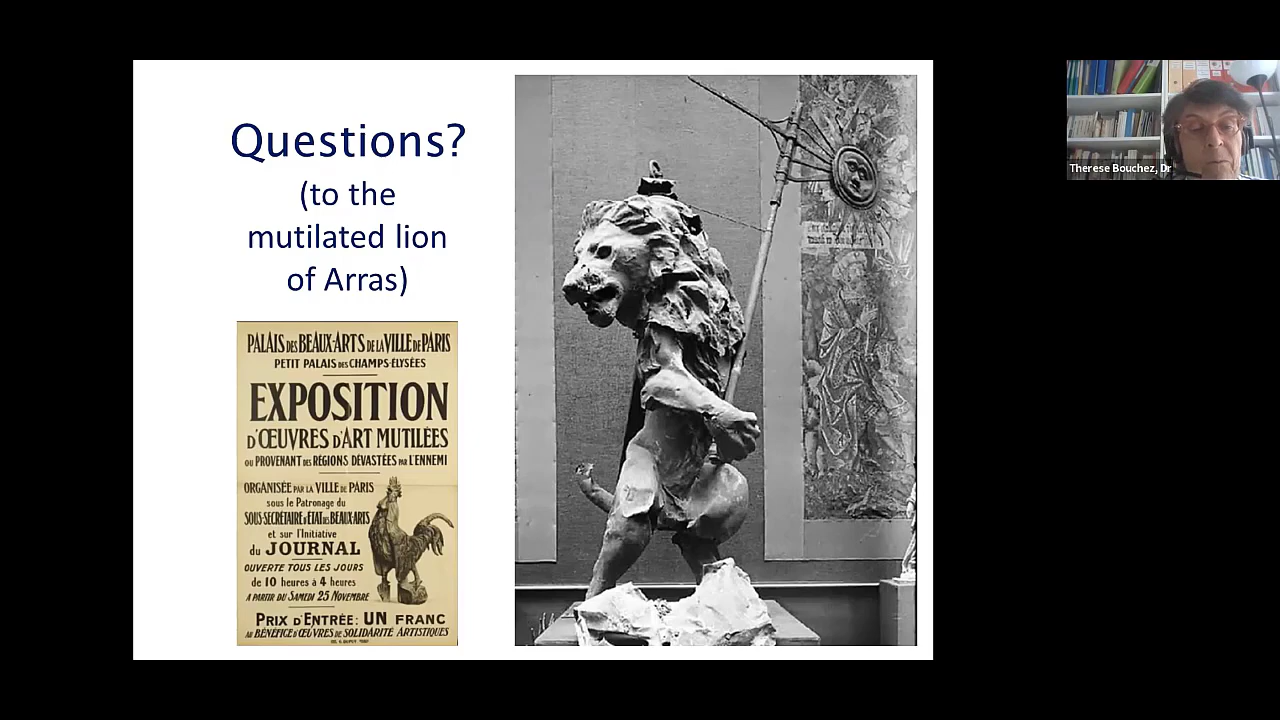 Questions?
(to the
mutilated lion
of Arras)
PALAIS DES BEAUX-ARTS DE LA VILLE DE PARIS
PETIT PALAIS DES CHAMPS-ELYSÉES
EXPOSITION
D'ŒUVRES D'ART MUTILÉES
OU PROVENANT DES RÉGIONS DÉVASTÉES PAR L'ENNEMI
ORGANISÉE PAR LA VILLE DE PARIS
sous le Patronage du
SOUS-SECRÉTAIRE D'ÉTAT DES BEAUX-ARTS
et sur l'Initiative
du JOURNAL
OUVERTE TOUS LES JOURS
de 10 heures à 4 heures
A PARTIR DU SAMEDI 25 NOVEMBRE
PRIX D'ENTRÉE: UN FRANC
AU BÉNÉFICE D'ŒUVRES DE SOLIDARITÉ ARTISTIQUES
Therese Bouchez, Dr